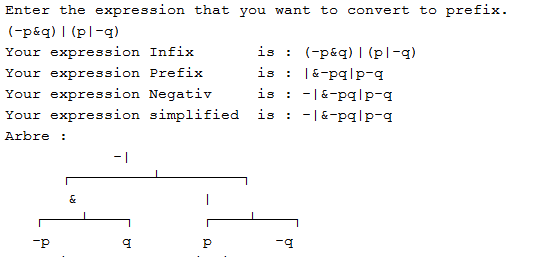 Enter the expression that you want to convert to prefix.
(-p&q)|(p|-q)
Your expression Infix is : (-p&q)|(p|-q)
Your expression Prefix is : |&-pq|p-q
Your expression Negativ is : -|&-pq|p-q
Your expression simplified is : -|&-pq|p-q
Arbre :
-|
& |
-p q p -q